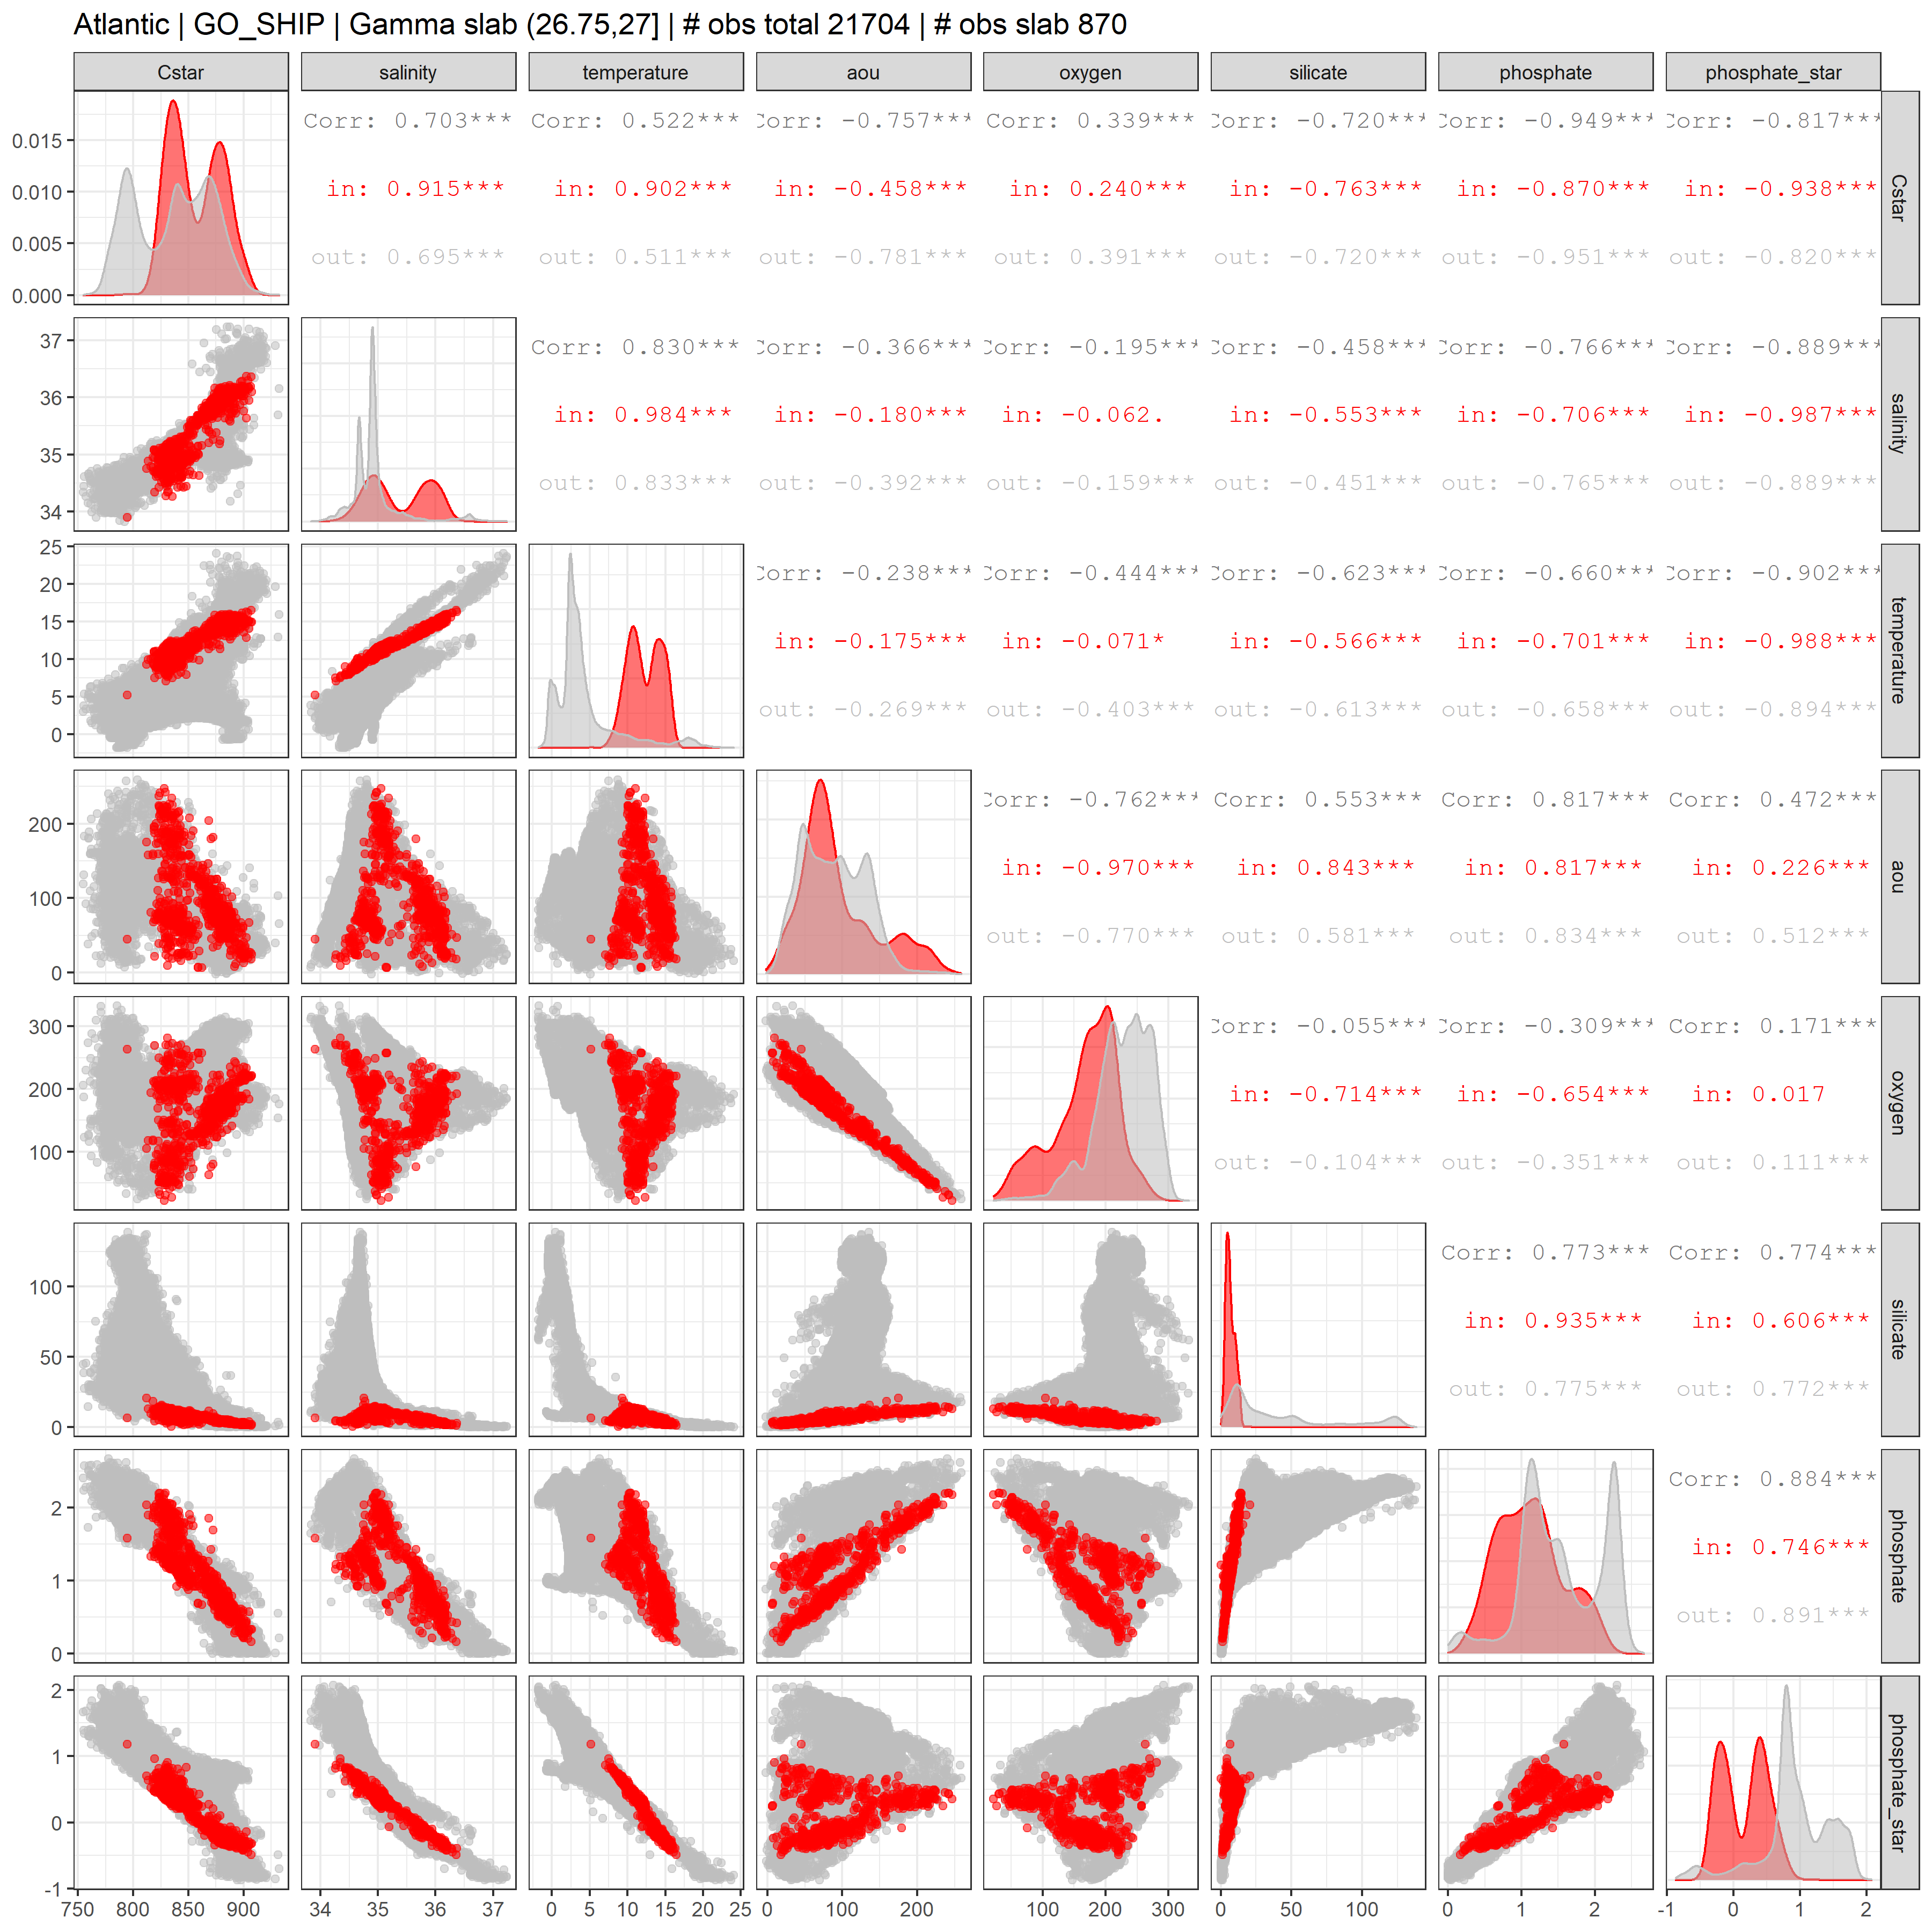 Atlantic | GO_SHIP | Gamma slab (26.75,27] | # obs total 21704 | # obs slab 870
Cstar salinity temperature aou oxygen silicate phosphate phosphate_star
Corr: 0.703*** Corr: 0.522*** Corr: -0.757*** Corr: 0.339*** Corr: -0.720*** Corr: -0.949*** Corr: -0.817***
in: 0.915*** in: 0.902*** in: -0.458*** in: 0.240*** in: -0.763*** in: -0.870*** in: -0.938***
out: 0.695*** out: 0.511*** out: -0.781*** out: 0.391*** out: -0.720*** out: -0.951*** out: -0.820***
Cstar
0.015
0.010
0.005
0.000
Corr: 0.830*** Corr: -0.366*** Corr: -0.195*** Corr: -0.458*** Corr: -0.766*** Corr: -0.889***
in: 0.984*** in: -0.180*** in: -0.062. in: -0.553*** in: -0.706*** in: -0.987***
out: 0.833*** out: -0.392*** out: -0.159*** out: -0.451*** out: -0.765*** out: -0.889***
salinity
37
36
35
34
Corr: -0.238*** Corr: -0.444*** Corr: -0.623*** Corr: -0.660*** Corr: -0.902***
in: -0.175*** in: -0.071* in: -0.566*** in: -0.701*** in: -0.988***
out: -0.269*** out: -0.403*** out: -0.613*** out: -0.658*** out: -0.894***
temperature
25
20
15
10
5
0
Corr: -0.762*** Corr: 0.553*** Corr: 0.817*** Corr: 0.472***
in: -0.970*** in: 0.843*** in: 0.817*** in: 0.226***
out: -0.770*** out: 0.581*** out: 0.834*** out: 0.512***
aou
200
100
0
Corr: -0.055*** Corr: -0.309*** Corr: 0.171***
in: -0.714*** in: -0.654*** in: 0.017
out: -0.104*** out: -0.351*** out: 0.111***
oxygen
300
200
100
Corr: 0.773*** Corr: 0.774***
in: 0.935*** in: 0.606***
out: 0.775*** out: 0.772***
silicate
100
50
0
Corr: 0.884***
in: 0.746***
out: 0.891***
phosphate
2
1
0
phosphate_star
2
1
0
-1
750 800 850 900 34 35 36 37 0 5 10 15 20 25 0 100 200 100 200 300 0 50 100 0 1 2 -1 0 1 2